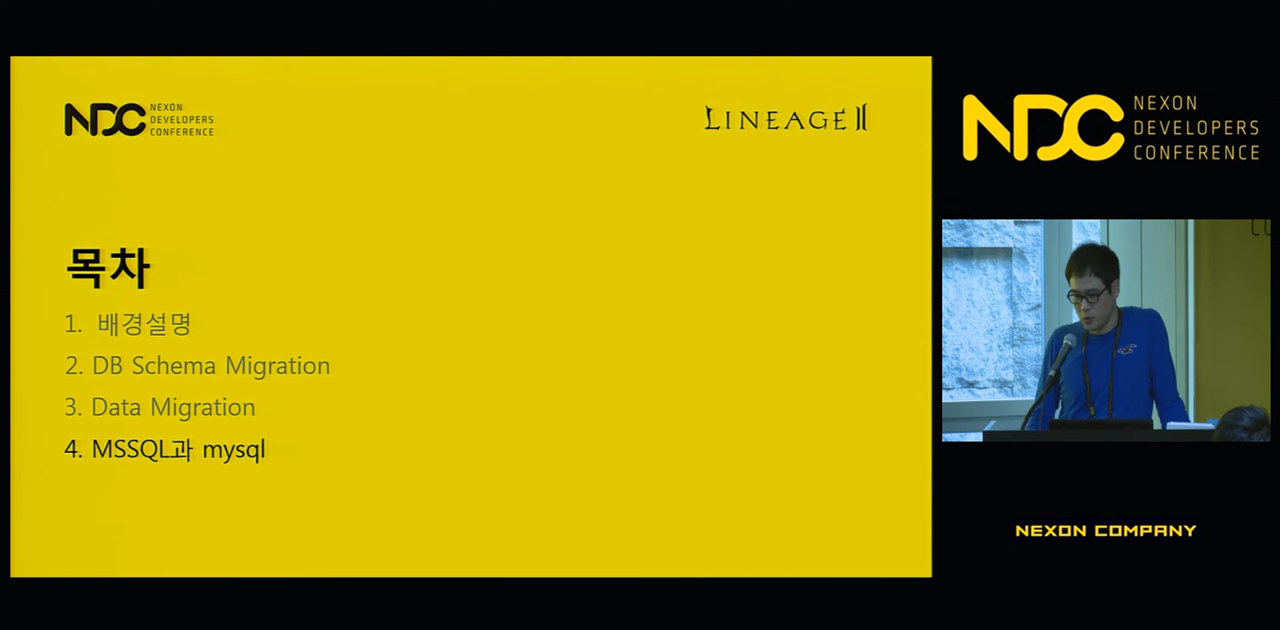 NDC NEXON
DEVELOPERS
CONFERENCE
LINEAGE II
목차
1. 배경설명
2. DB Schema Migration
3. Data Migration
4. MSSQL과 mysql
NDC NEXON
DEVELOPERS
CONFERENCE
NEXON COMPANY